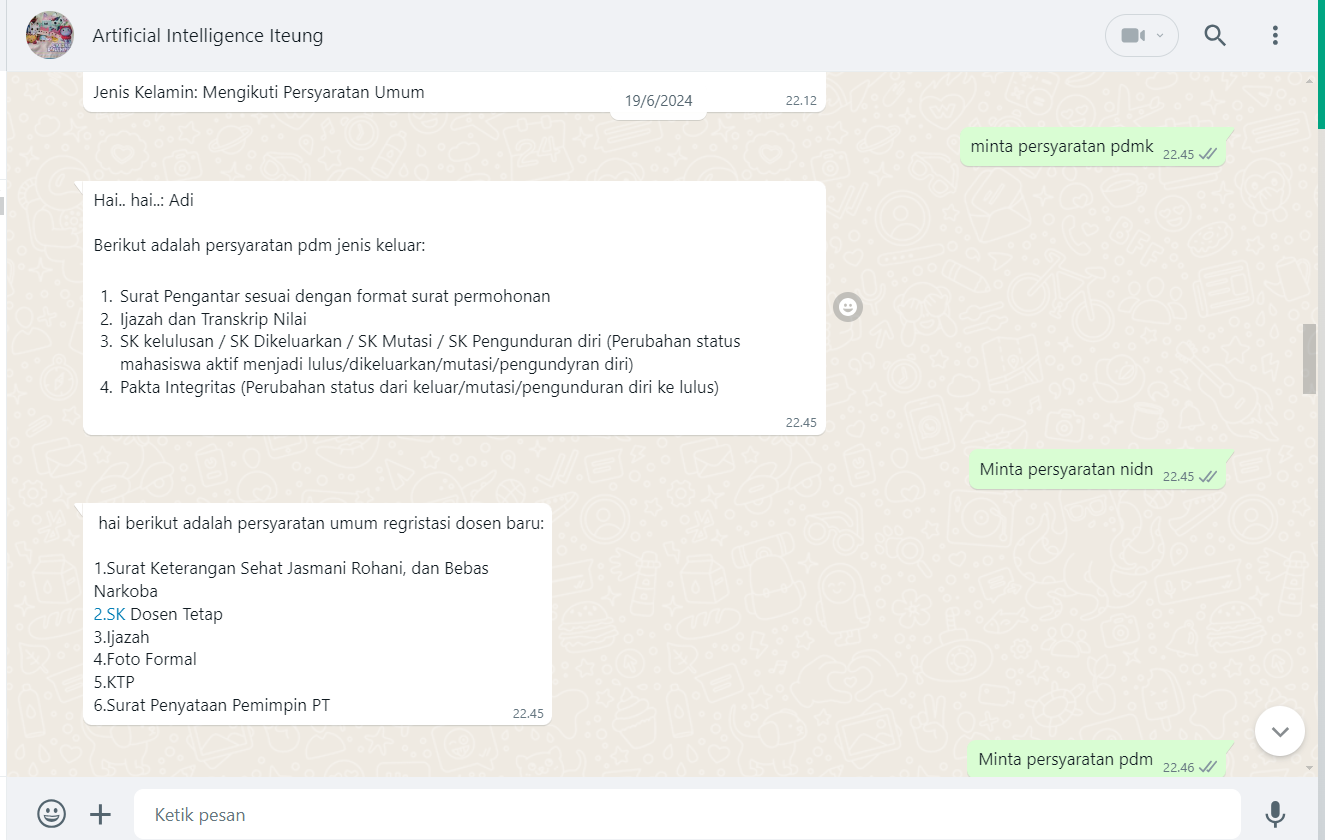 Artificial Intelligence Iteung
Jenis Kelamin: Mengikuti Persyaratan Umum
22.12
19/6/2024
minta persyaratan pdmk 22.45
Hai.. hai..: Adi
Berikut adalah persyaratan pdm jenis keluar:
1. Surat Pengantar sesuai dengan format surat permohonan
2. Ijazah dan Transkrip Nilai
3. SK kelulusan / SK Dikeluarkan / SK Mutasi / SK Pengunduran diri (Perubahan status
mahasiswa aktif menjadi lulus/dikeluarkan/mutasi/pengundyran diri)
4. Pakta Integritas (Perubahan status dari keluar/mutasi/pengunduran diri ke lulus)
22.45
Minta persyaratan nidn 22.45
hai berikut adalah persyaratan umum regristasi dosen baru:
1.Surat Keterangan Sehat Jasmani Rohani, dan Bebas
Narkoba
2.SK Dosen Tetap
3.Ijazah
4.Foto Formal
5.KTP
6.Surat Penyataan Pemimpin PT
22.45
Minta persyaratan pdm 22.46
Ketik pesan